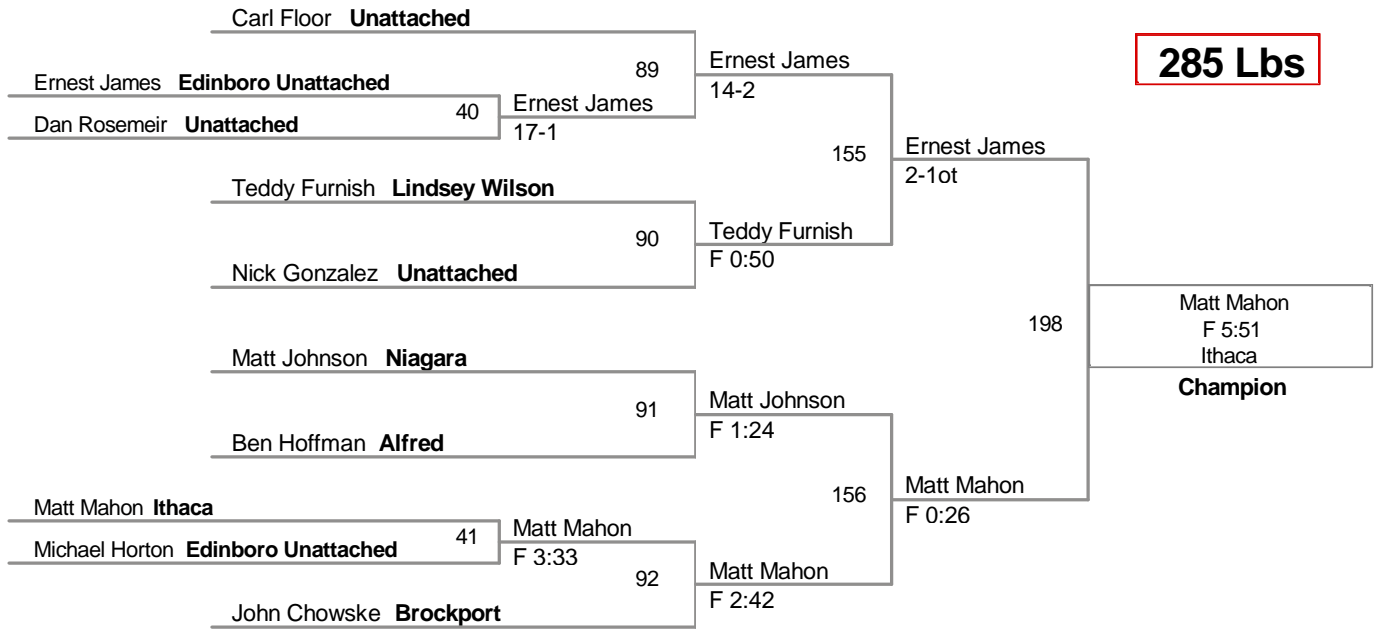 Carl Floor Unattached
285 Lbs
89
Ernest James
14-2
Ernest James Edinboro Unattached
40
Ernest James
17-1
Dan Rosemeir Unattached
155
Ernest James
2-1ot
Teddy Furnish Lindsey Wilson
90
Teddy Furnish
F 0:50
Nick Gonzalez Unattached
198
Matt Mahon
F 5:51
Ithaca
Champion
Matt Johnson Niagara
91
Matt Johnson
F 1:24
Ben Hoffman Alfred
156
Matt Mahon
F 0:26
Matt Mahon Ithaca
41
Matt Mahon
F 3:33
Michael Horton Edinboro Unattached
92
Matt Mahon
F 2:42
John Chowske Brockport